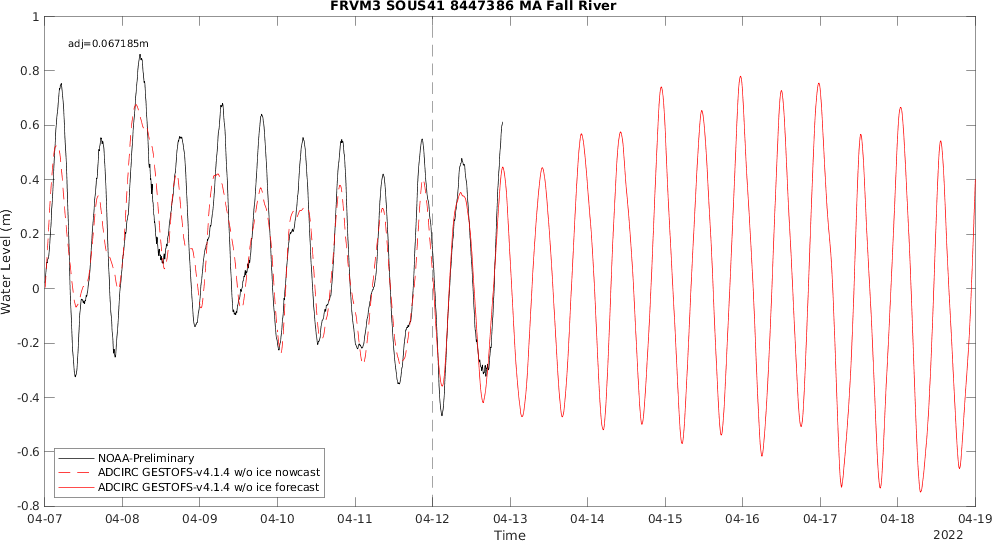 FRVM3 SOUS41 8447386 MA Fall River
adj=0.067185m
1
0.8
0.6
0.4
0.2
0
-0.2
-0.4
-0.6
-0.8
Water Level (m)
NOAA-Preliminary
ADCIRC GESTOFS-v4.1.4 w/o ice nowcast
ADCIRC GESTOFS-v4.1.4 w/o ice forecast
04-07 04-08 04-09 04-10 04-11 04-12 04-13 04-14 04-15 04-16 04-17 04-18 04-19
Time
2022